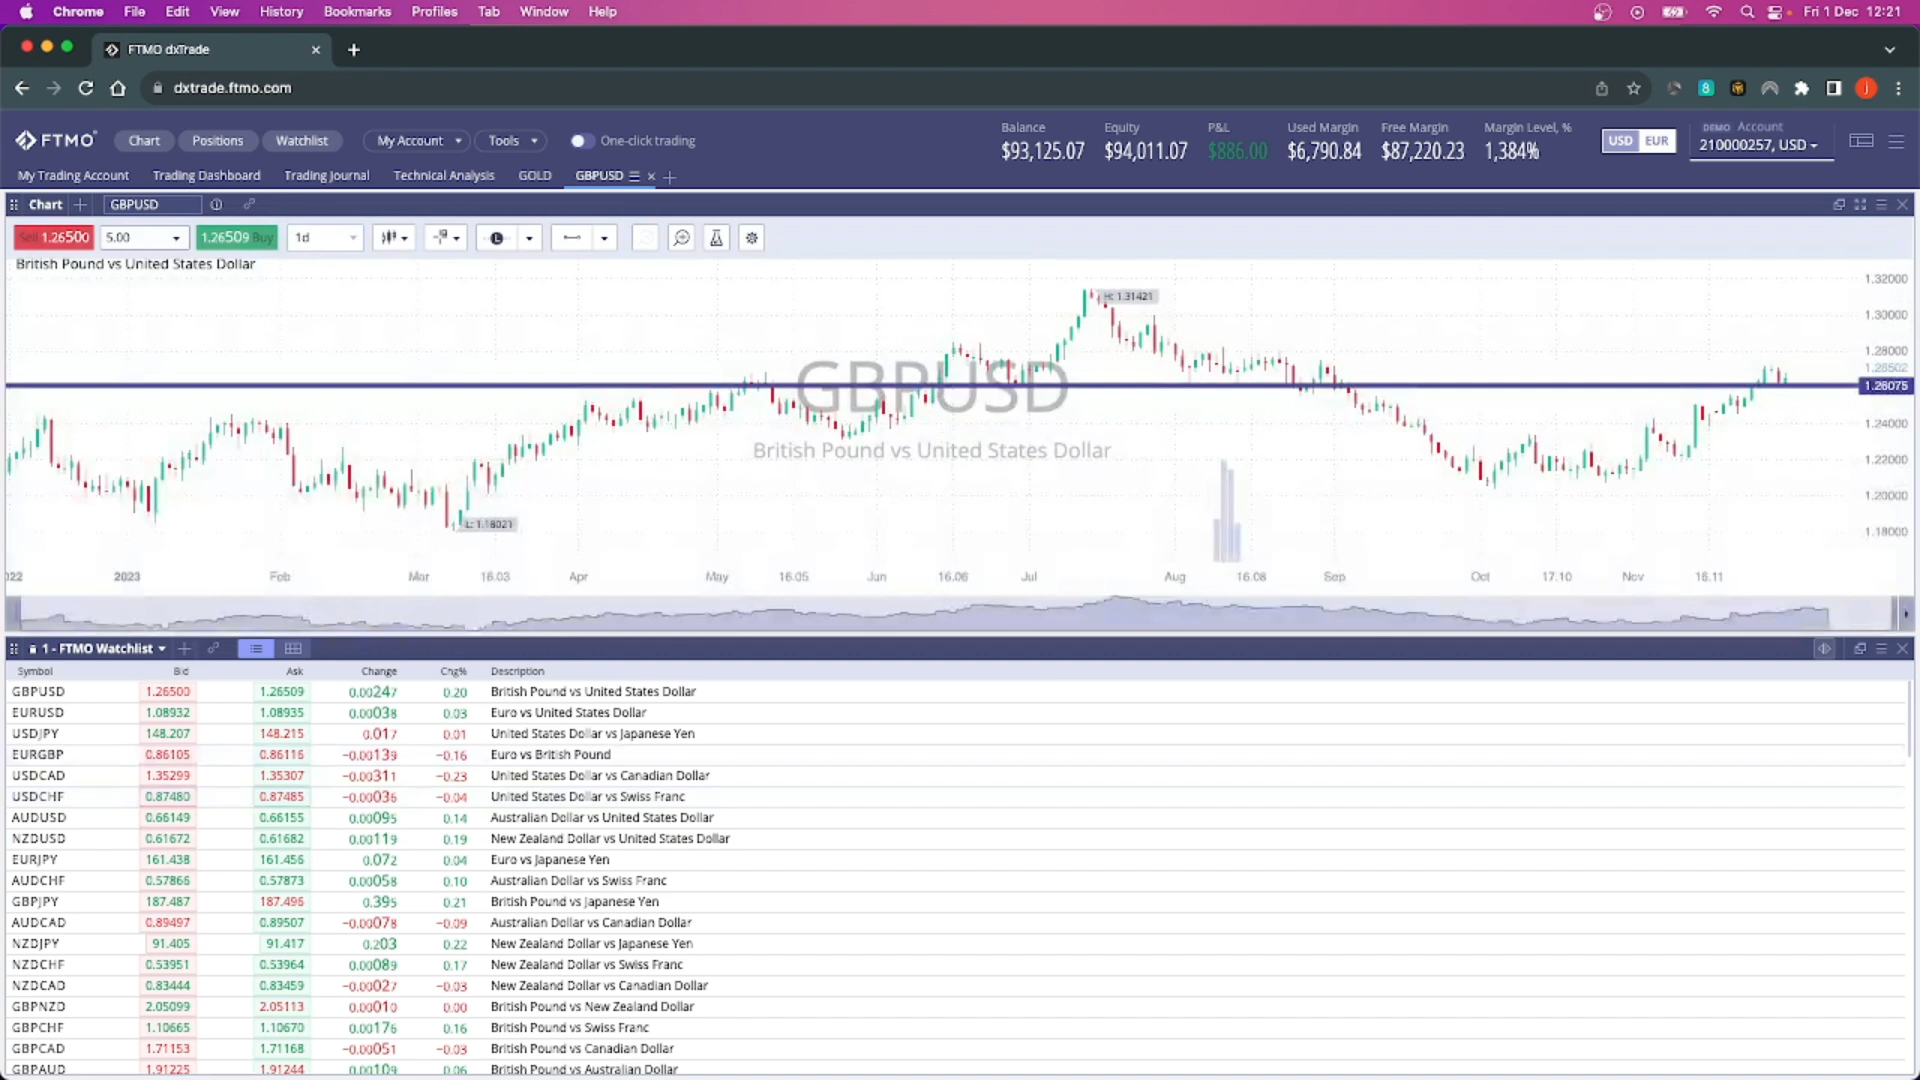 Chrome File Edit View History Bookmarks Profiles Tab Window Help Fri 1 Dec 12:21
FTMO dxTrade
dxtrade.ftmo.com
FTMO Chart Positions Watchlist My Account Tools One-click trading
Balance $93,125.07
Equity $94,011.07
P&L $886.00
Used Margin $6,790.84
Free Margin $87,220.23
Margin Level, % 1,384%
USD EUR
DEMO Account
210000257, USD
My Trading Account Trading Dashboard Trading Journal Technical Analysis GOLD GBPUSD
Chart GBPUSD
Sell 1.26500 5.00 1.26509 Buy 1d
British Pound vs United States Dollar
GBPUSD
British Pound vs United States Dollar
H: 1.31421
L: 1.18021
1.32000
1.30000
1.28000
1.26075
1.24000
1.22000
1.20000
1.18000
022 2023 Feb Mar 16.03 Apr May 16.05 Jun 16.06 Jul Aug 16.08 Sep Oct 17.10 Nov 16.11
1 - FTMO Watchlist
Symbol Bid Ask Change Chg% Description
GBPUSD 1.26500 1.26509 0.00247 0.20 British Pound vs United States Dollar
EURUSD 1.08932 1.08935 0.00038 0.03 Euro vs United States Dollar
USDJPY 148.207 148.215 0.017 0.01 United States Dollar vs Japanese Yen
EURGBP 0.86105 0.86116 −0.00139 −0.16 Euro vs British Pound
USDCAD 1.35299 1.35307 −0.00311 −0.23 United States Dollar vs Canadian Dollar
USDCHF 0.87480 0.87485 −0.00036 −0.04 United States Dollar vs Swiss Franc
AUDUSD 0.66149 0.66155 0.00095 0.14 Australian Dollar vs United States Dollar
NZDUSD 0.61672 0.61682 0.00119 0.19 New Zealand Dollar vs United States Dollar
EURJPY 161.438 161.456 0.072 0.04 Euro vs Japanese Yen
AUDCHF 0.57866 0.57873 0.00058 0.10 Australian Dollar vs Swiss Franc
GBPJPY 187.487 187.496 0.395 0.21 British Pound vs Japanese Yen
AUDCAD 0.89497 0.89507 −0.00078 −0.09 Australian Dollar vs Canadian Dollar
NZDJPY 91.405 91.417 0.203 0.22 New Zealand Dollar vs Japanese Yen
NZDCHF 0.53951 0.53964 0.00089 0.17 New Zealand Dollar vs Swiss Franc
NZDCAD 0.83444 0.83459 −0.00027 −0.03 New Zealand Dollar vs Canadian Dollar
GBPNZD 2.05099 2.05113 0.00010 0.00 British Pound vs New Zealand Dollar
GBPCHF 1.10665 1.10670 0.00176 0.16 British Pound vs Swiss Franc
GBPCAD 1.71153 1.71168 −0.00051 −0.03 British Pound vs Canadian Dollar
GBPAUD 1.91225 1.91244 0.00109 0.06 British Pound vs Australian Dollar